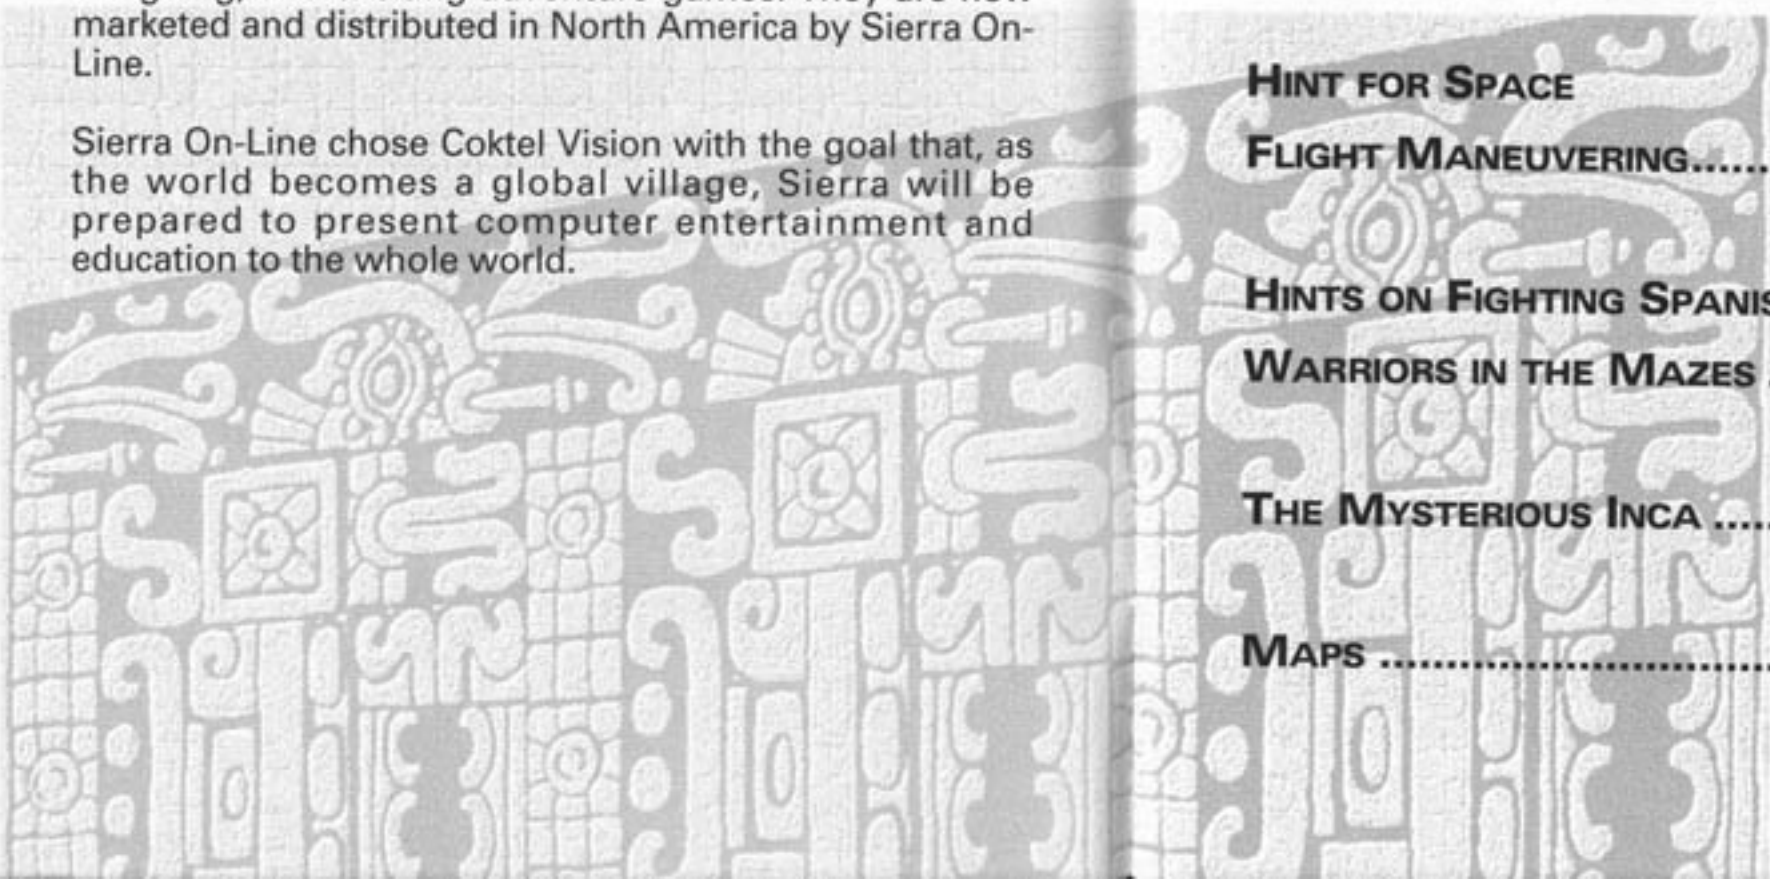 marketed and distributed in North America by Sierra On-
Line.
Sierra On-Line chose Coktel Vision with the goal that, as
the world becomes a global village, Sierra will be
prepared to present computer entertainment and
education to the whole world.
HINT FOR SPACE
FLIGHT MANEUVERING......
HINTS ON FIGHTING
WARRIORS IN THE MAZES
THE MYSTERIOUS INCA .....
MAPS ..............................